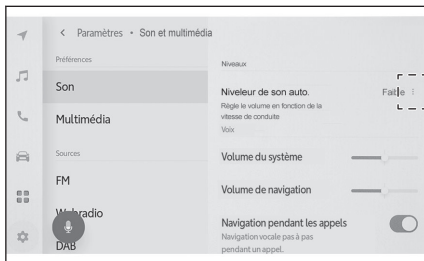 < Paramètres • Son et multimédia
Préférences
Son
Multimédia
Sources
FM
Webradio
DAB
Niveaux
Niveleur de son auto.
Faible
Règle le volume en fonction de la
vitesse de conduite
Voix
Volume du système
Volume de navigation
Navigation pendant les appels
Navigation vocale pas à pas
pendant un appel.